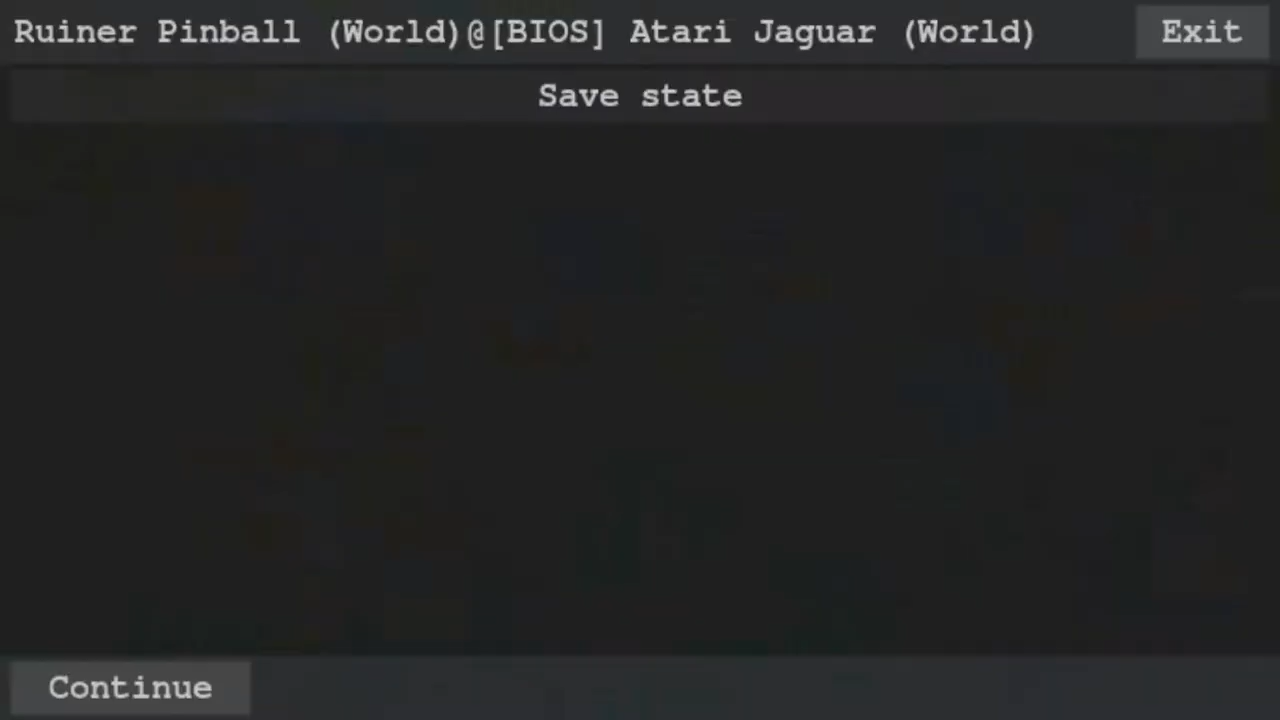 Ruiner Pinball (World)@[BIOS] Atari Jaguar (World)
Exit
Save state
Continue